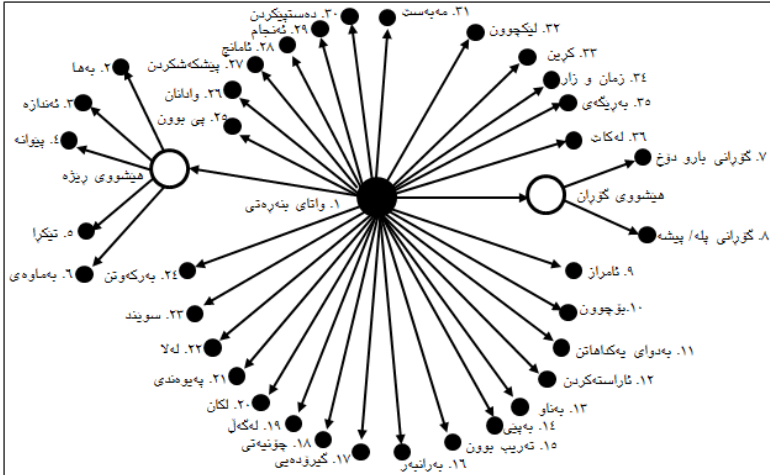 ١. واتای بنەڕەتی
هێشووی ڕێژە
٢. بەها
٣. ئەندازە
٤. پێوانە
٥. تێکڕا
٦. بەماوەی
هێشووی گۆڕان
٧. گۆڕانی بارو دۆخ
٨. گۆڕانی پلە/ پیشە
٩. ئامراز
١٠.بۆچوون
١١. بەدوای یەکداهاتن
١٢. ئاراستەکردن
١٣. بەناو
١٤. بەپێی
١٥. تەریب بوون
١٦. بەرانبەر
١٧. گیرۆدەیی
١٨. چۆنیەتی
١٩. لەگەڵ
٢٠. لکان
٢١. پەیوەندی
٢٢. لەلا
٢٣. سوێند
٢٤. بەرکەوتن
٢٥. پێ بوون
٢٦. وادانان
٢٧. پێشکەشکردن
٢٨. ئامانج
٢٩. ئەنجام
٣٠. دەستپێکردن
٣١. مەبەست
٣٢. لێکچوون
٣٣. کڕین
٣٤. زمان و زار
٣٥. بەڕێگەی
٣٦. لەکات